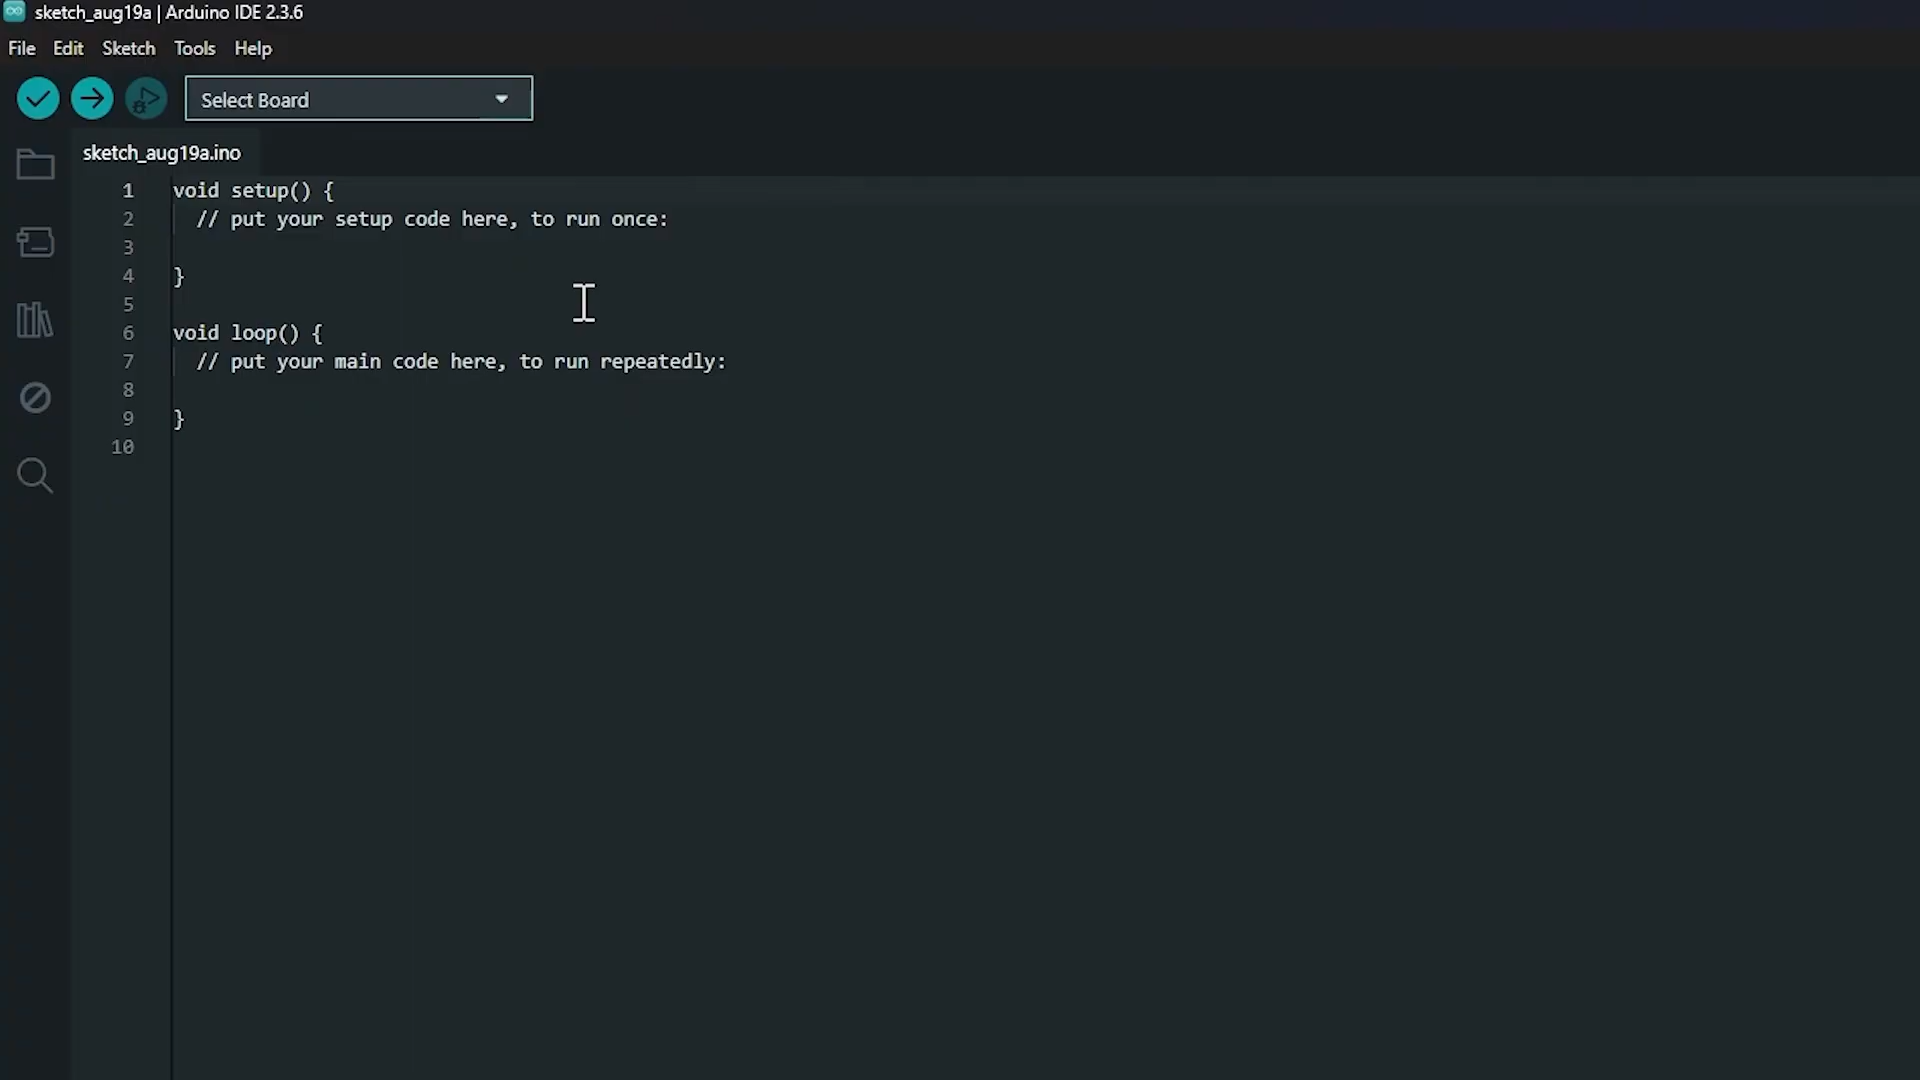 sketch_aug19a | Arduino IDE 2.3.6
File Edit Sketch Tools Help
Select Board
sketch_aug19a.ino
1 void setup() {
2 // put your setup code here, to run once:
3
4 }
5
6 void loop() {
7 // put your main code here, to run repeatedly:
8
9 }
10